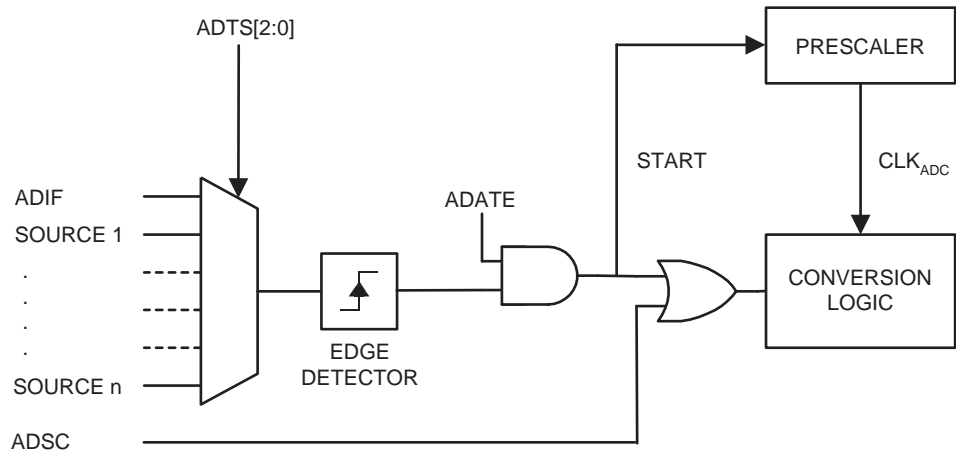 ADTS[2:0]
PRESCALER
START
CLKADC
ADIF
ADATE
SOURCE 1
.
.
.
.
CONVERSION
LOGIC
EDGE
DETECTOR
SOURCE n
ADSC